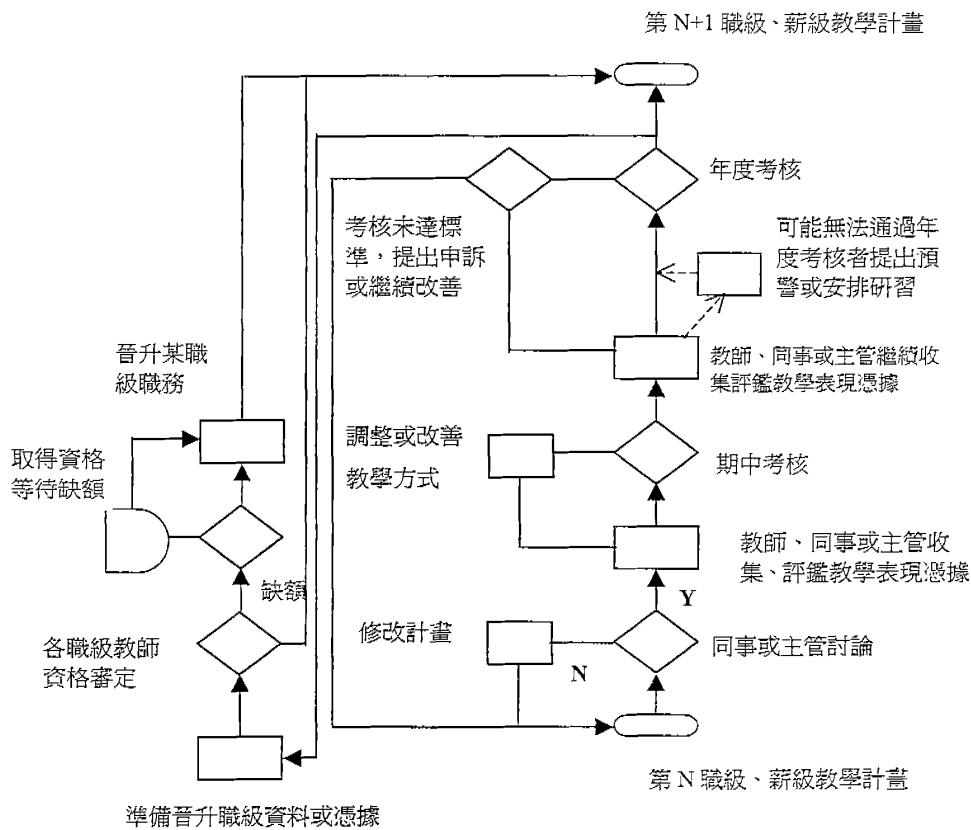 第 N+1 職級、薪級教學計畫
年度考核
考核未達標
準，提出申訴
或繼續改善
可能無法通過年
度考核者提出預
警或安排研習
晉升某職
級職務
教師、同事或主管繼續收
集評鑑教學表現憑據
取得資格
等待缺額
調整或改善
教學方式
期中考核
教師、同事或主管收
集、評鑑教學表現憑據
缺額
Y
各職級教師
資格審定
修改計畫
N
同事或主管討論
第 N 職級、薪級教學計畫
準備晉升職級資料或憑據